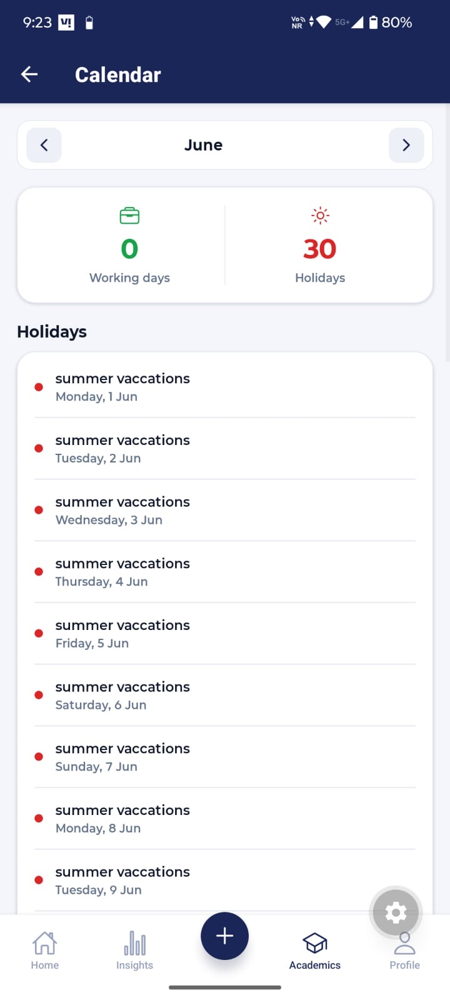 9:23
Vo))
NR
5G+
80%
Calendar
June
0
30
Working days
Holidays
Holidays
summer vaccations
Monday, 1 Jun
summer vaccations
Tuesday, 2 Jun
summer vaccations
Wednesday, 3 Jun
summer vaccations
Thursday, 4 Jun
summer vaccations
Friday, 5 Jun
summer vaccations
Saturday, 6 Jun
summer vaccations
Sunday, 7 Jun
summer vaccations
Monday, 8 Jun
summer vaccations
Tuesday, 9 Jun
Home
Insights
Academics
Profile